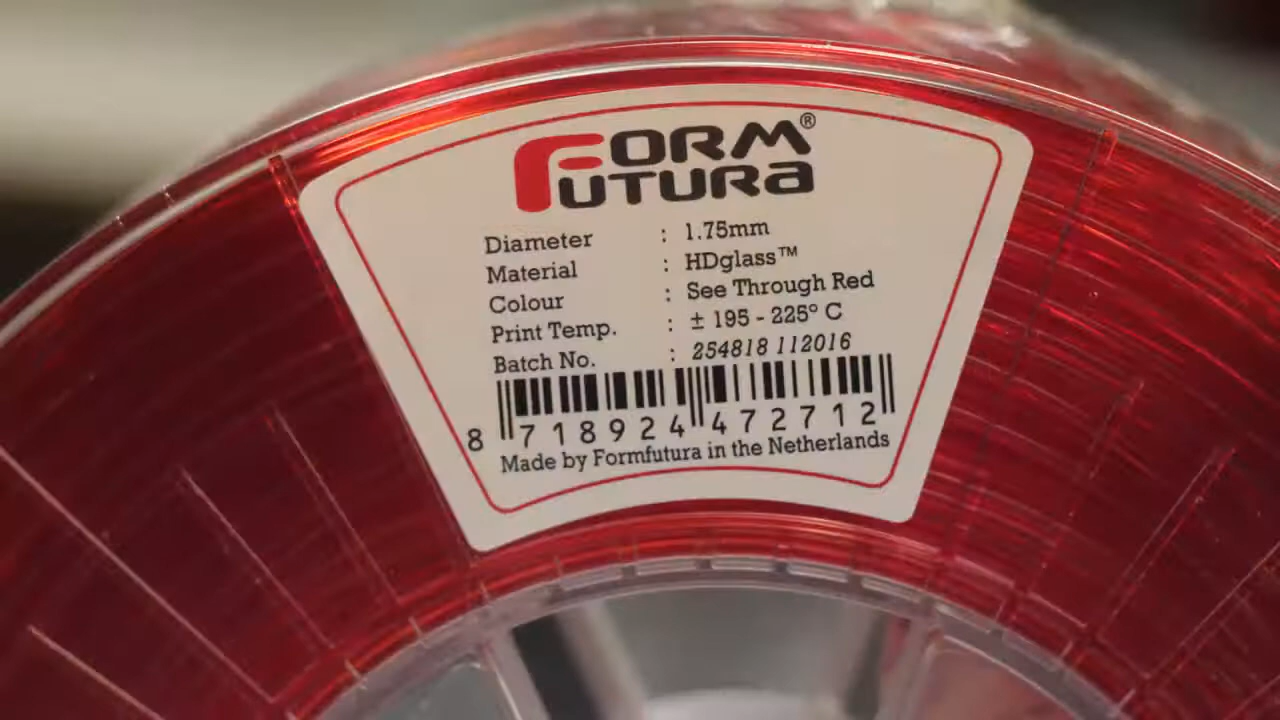 FORM®
FUTURA
Diameter : 1.75mm
Material : HDglass™
Colour : See Through Red
Print Temp. : ± 195 - 225° C
Batch No. : 254818 112016
8 718924 472712
Made by Formfutura in the Netherlands